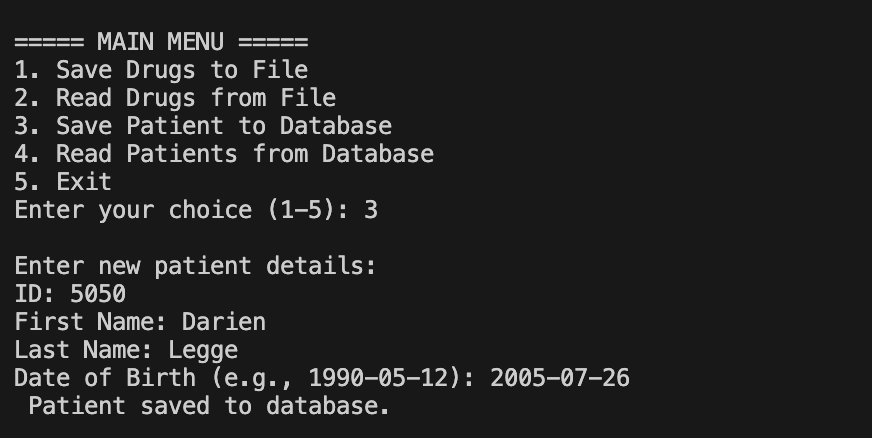 ===== MAIN MENU =====
1. Save Drugs to File
2. Read Drugs from File
3. Save Patient to Database
4. Read Patients from Database
5. Exit
Enter your choice (1-5): 3
Enter new patient details:
ID: 5050
First Name: Darien
Last Name: Legge
Date of Birth (e.g., 1990-05-12): 2005-07-26
Patient saved to database.